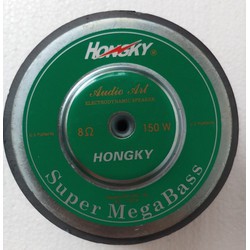 HONGKY®
Audio Art
8Ω
150 W
HONGKY
Super MegaBass